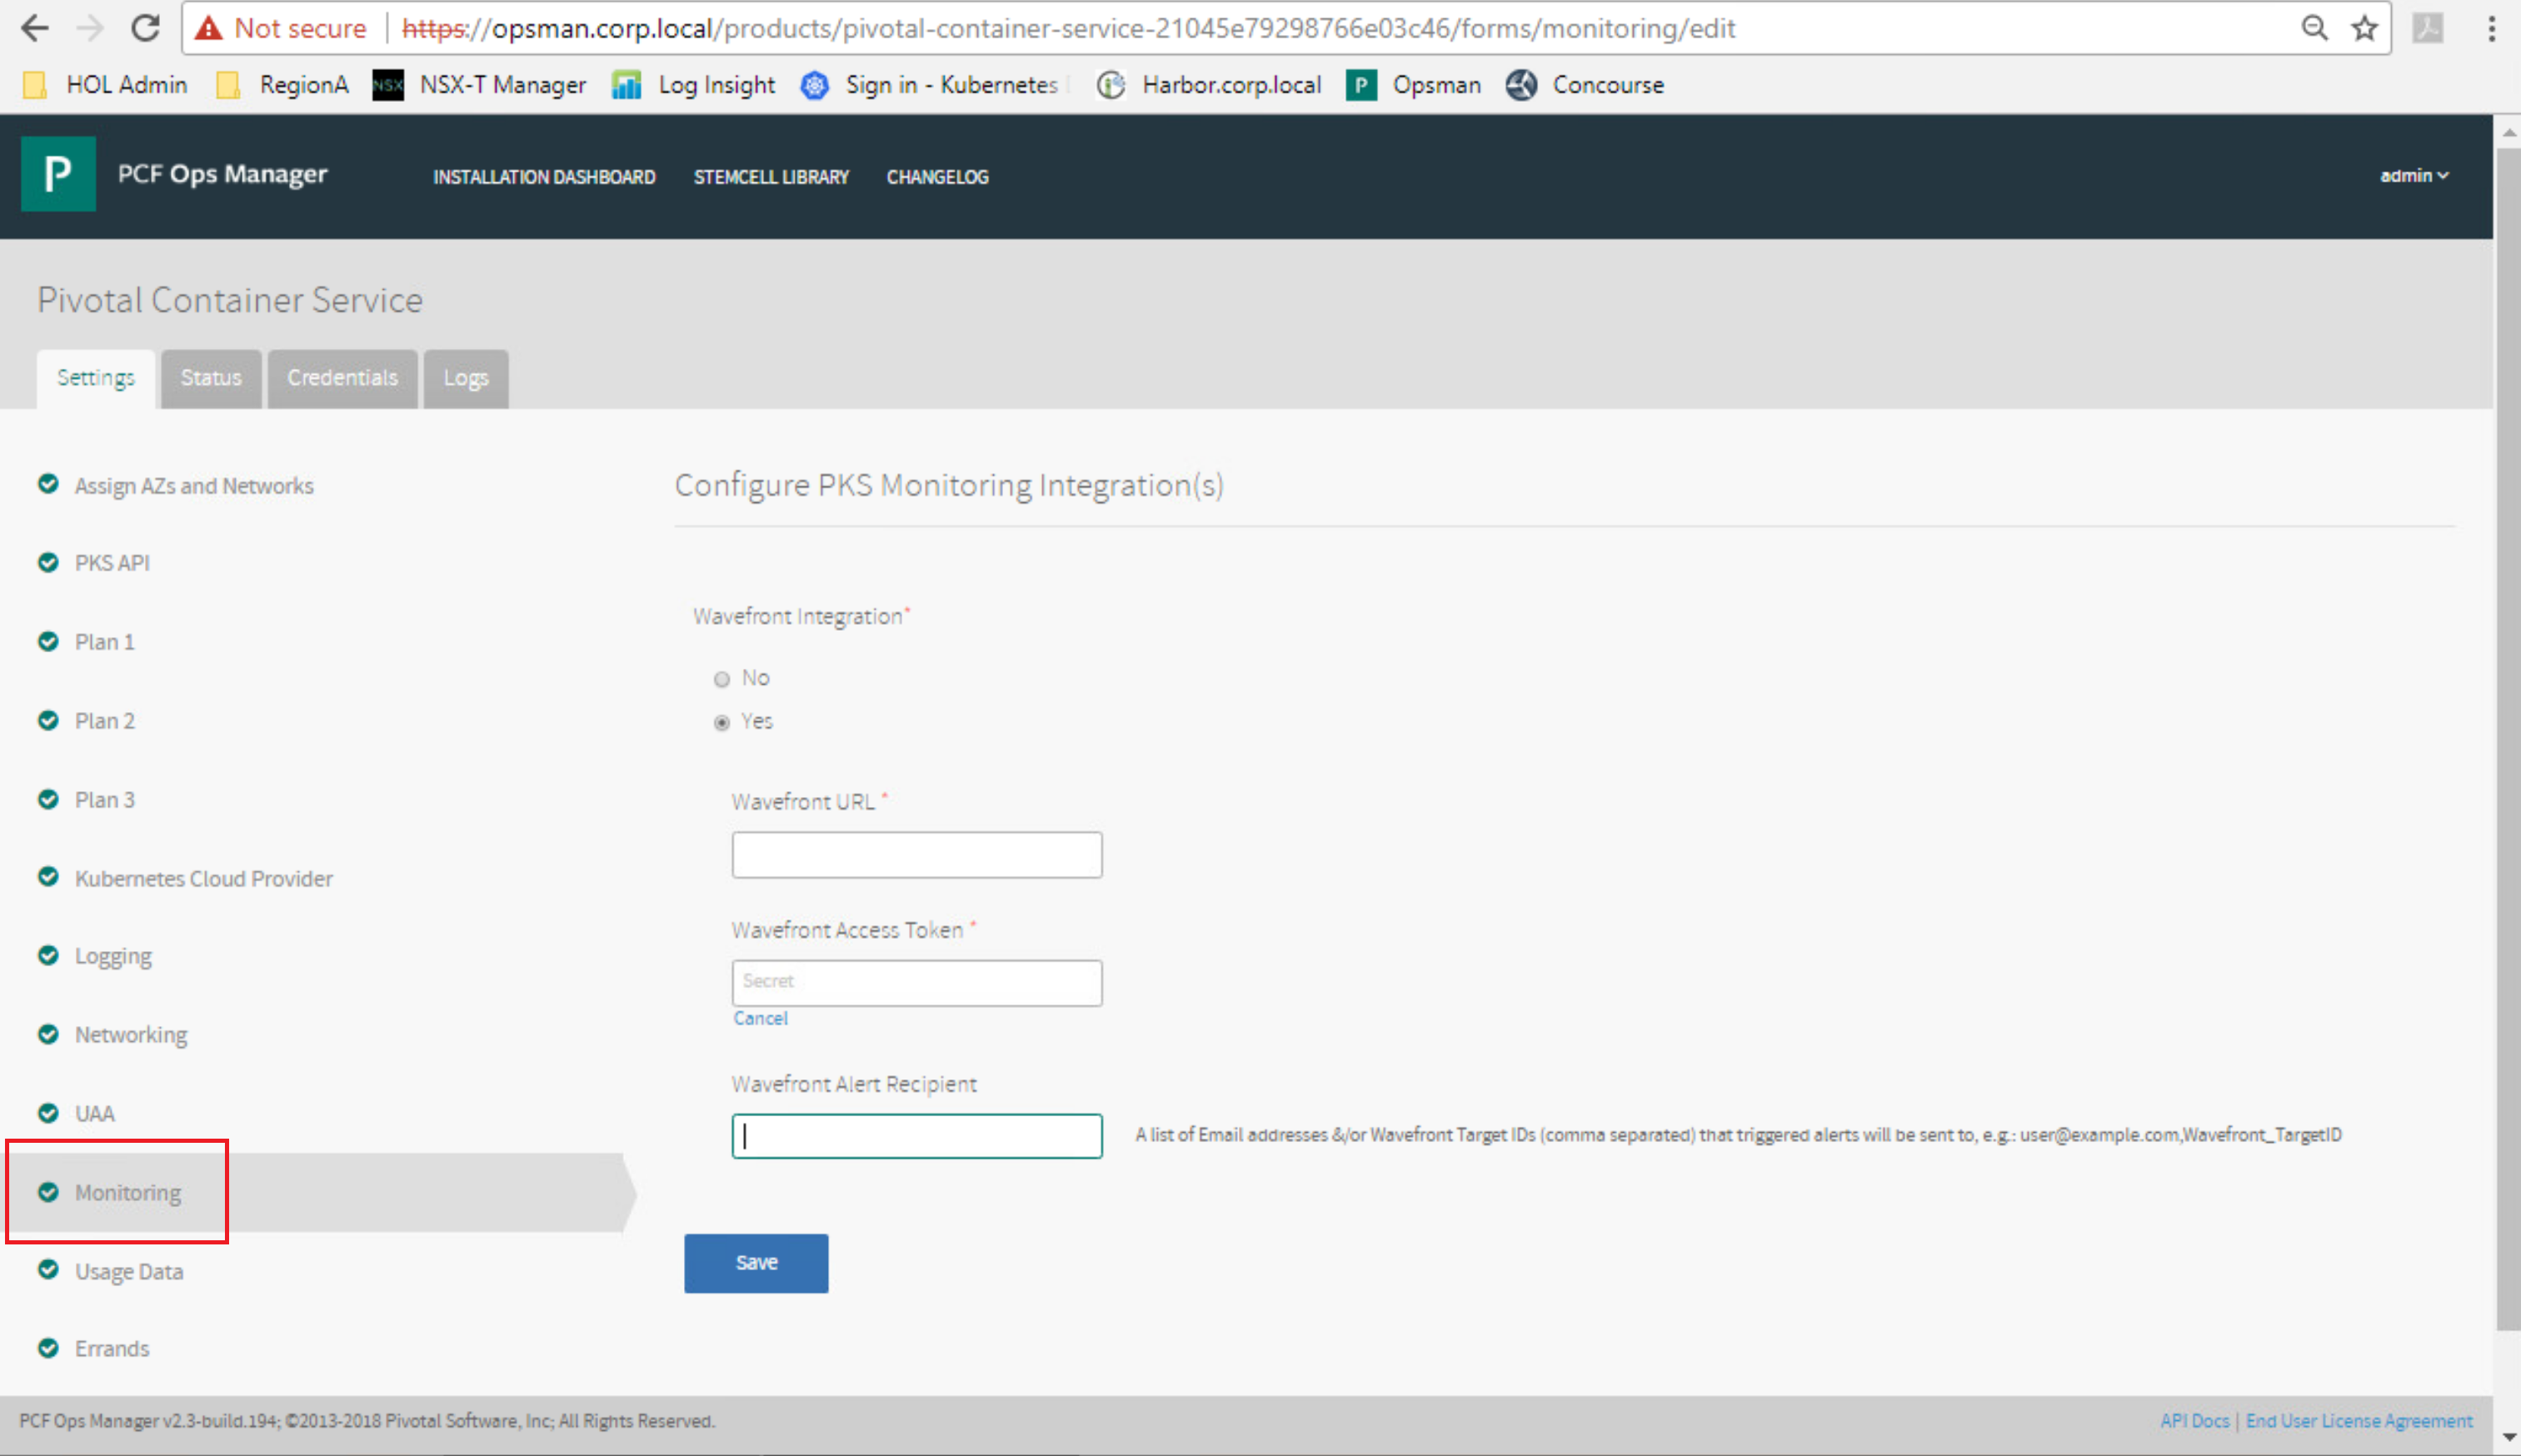 Not secure https://opsman.corp.local/products/pivotal-container-service-21045e79298766e03c46/forms/monitoring/edit
HOL Admin RegionA NSX NSX-T Manager Log Insight Sign in - Kubernetes Harbor.corp.local P Opsman Concourse
P PCF Ops Manager INSTALLATION DASHBOARD STEMCELL LIBRARY CHANGELOG admin
Pivotal Container Service
Settings Status Credentials Logs
Assign AZs and Networks
PKS API
Plan 1
Plan 2
Plan 3
Kubernetes Cloud Provider
Logging
Networking
UAA
Monitoring
Usage Data
Errands
Configure PKS Monitoring Integration(s)
Wavefront Integration*
No
Yes
Wavefront URL *
Wavefront Access Token *
Secret
Cancel
Wavefront Alert Recipient
A list of Email addresses &/or Wavefront Target IDs (comma separated) that triggered alerts will be sent to, e.g.: user@example.com,Wavefront_TargetID
Save
PCF Ops Manager v2.3-build.194; ©2013-2018 Pivotal Software, Inc; All Rights Reserved. API Docs | End User License Agreement